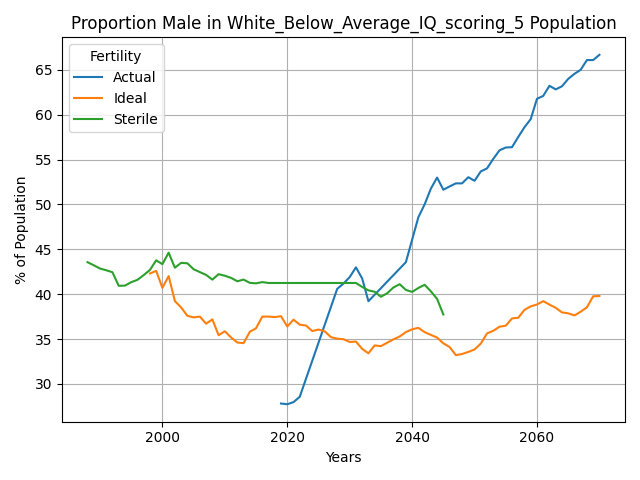 Proportion Male in White_Below_Average_IQ_scoring_5 Population
Fertility
Actual
Ideal
Sterile
% of Population
65
60
55
50
45
40
35
30
2000
2020
2040
2060
Years